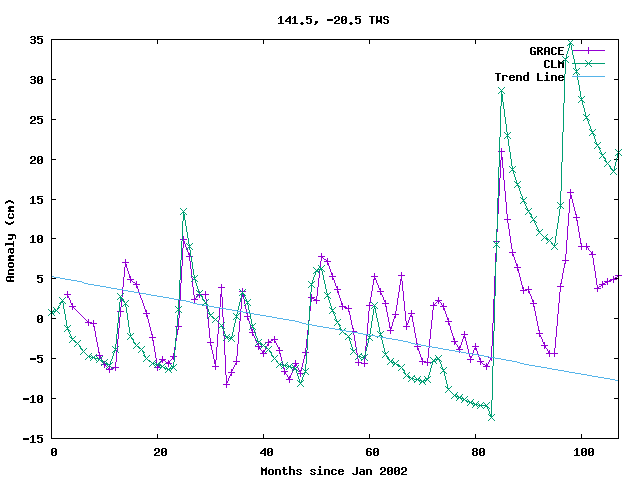 141.5, -20.5 TWS
GRACE
CLM
Trend Line
35
30
25
20
15
10
5
0
-5
-10
-15
Anomaly (cm)
0 20 40 60 80 100
Months since Jan 2002